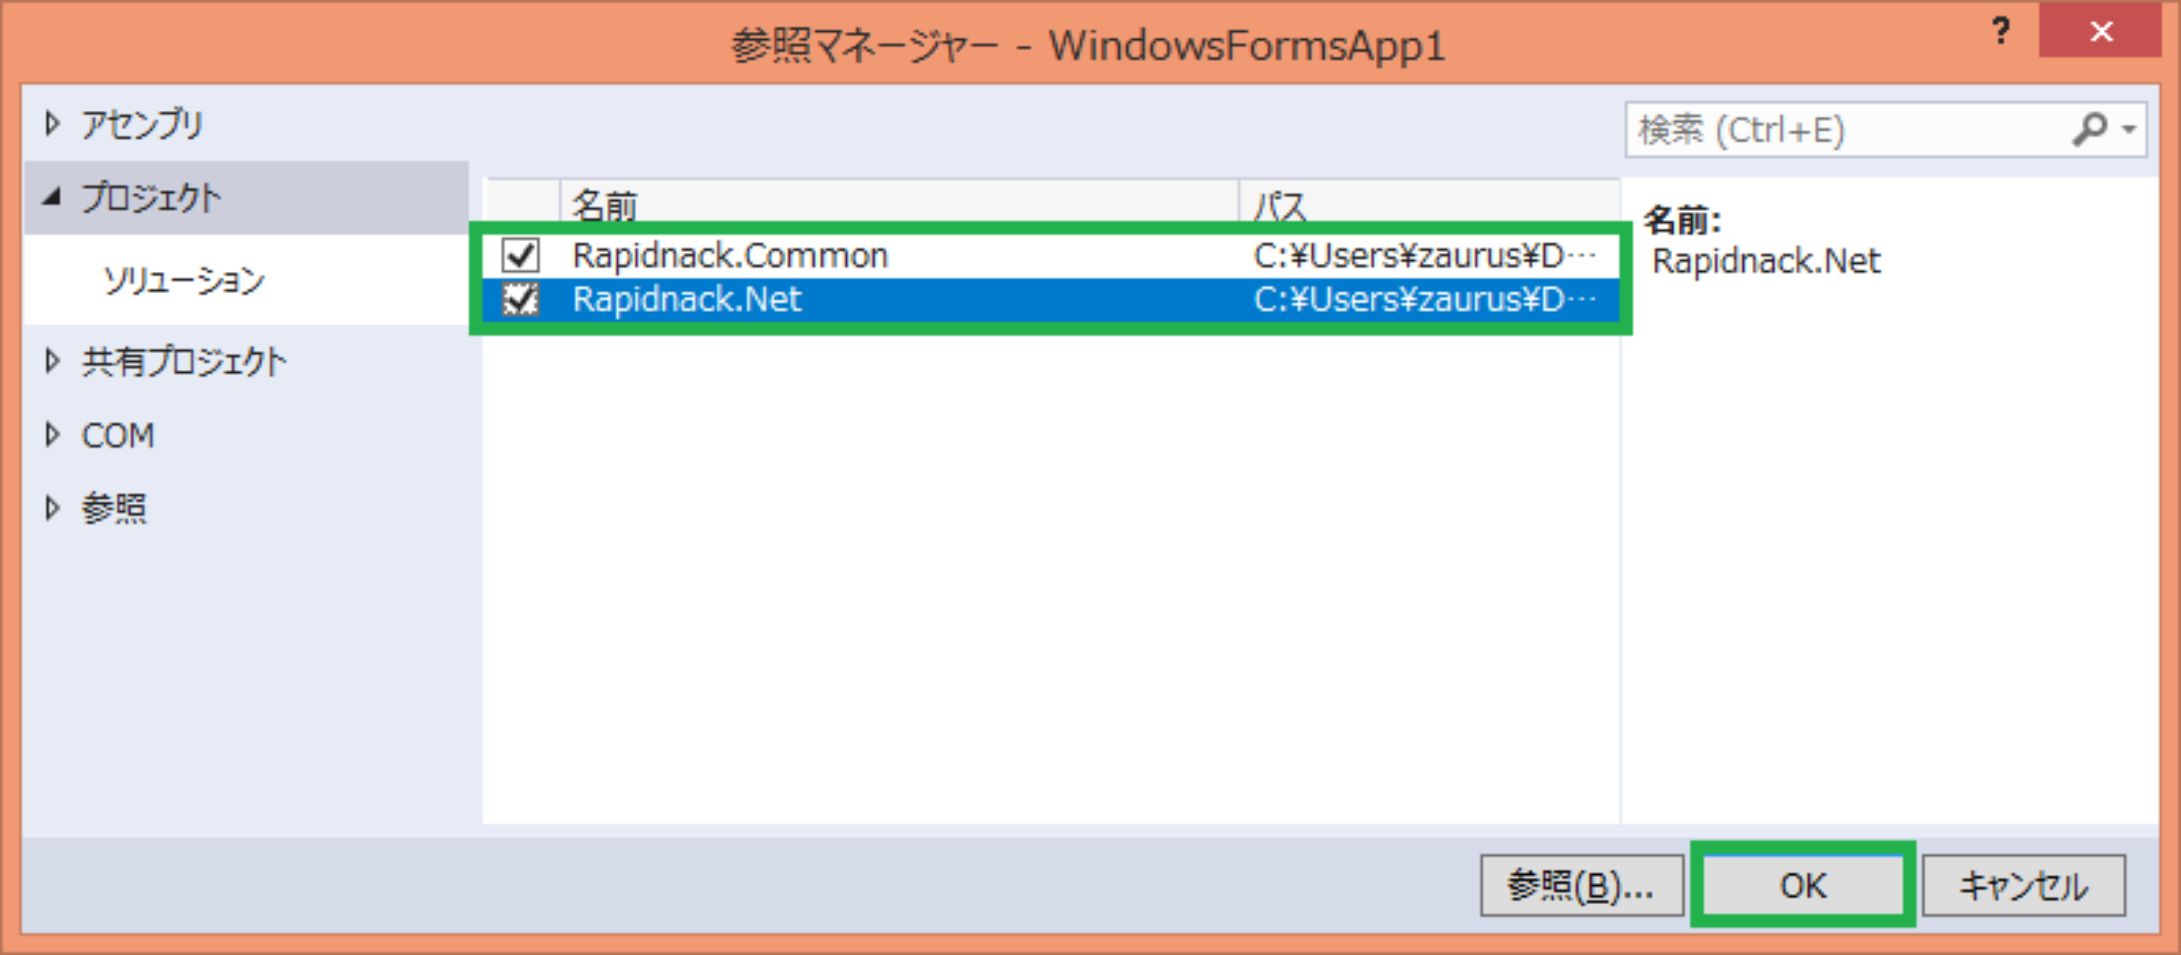 参照マネージャー - WindowsFormsApp1
?
アセンブリ
検索 (Ctrl+E)
プロジェクト
ソリューション
共有プロジェクト
COM
参照
名前 パス
Rapidnack.Common C:¥Users¥zaurus¥D…
Rapidnack.Net C:¥Users¥zaurus¥D…
名前:
Rapidnack.Net
参照(B)... OK キャンセル